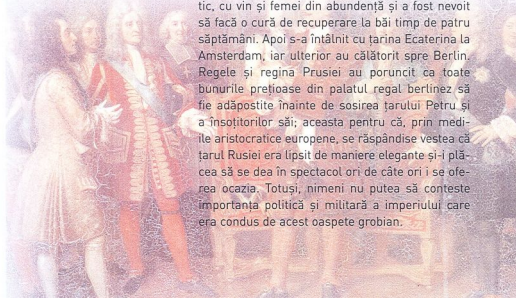 tic, cu vin și femei din abundență și a fost nevoit
să facă o cură de recuperare la băi timp de patru
săptămâni. Apoi s-a întâlnit cu țarina Ecaterina la
Amsterdam, iar ulterior au călătorit spre Berlin.
Regele și regina Prusiei au poruncit ca toate
bunurile prețioase din palatul regal berlinez să
fie adăpostite înainte de sosirea țarului Petru și
a însoțitorilor săi; aceasta pentru că, prin medi-
ile aristocratice europene, se răspândise vestea că
țarul Rusiei era lipsit de maniere elegante și-i plă-
cea să se dea în spectacol ori de câte ori i se ofe-
rea ocazia. Totuși, nimeni nu putea să conteste
importanța politică și militară a imperiului care
era condus de acest oaspete grobian.